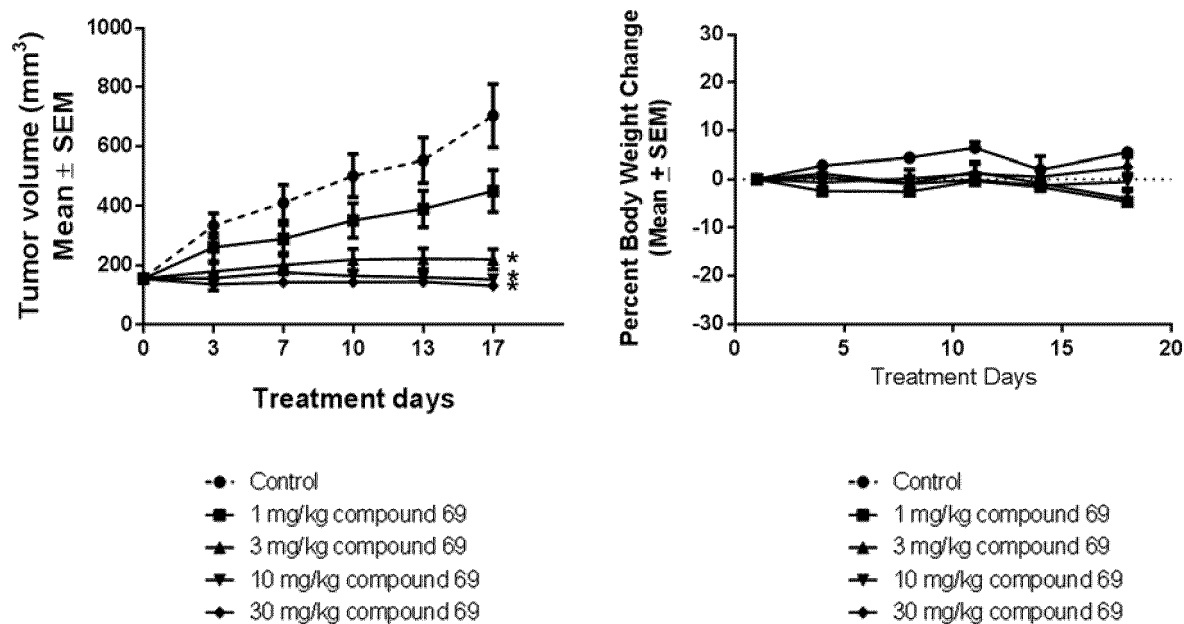 Tumor volume (mm³)
Mean ± SEM
1000
800
600
400
200
0
0 3 7 10 13 17
*
*
*
Treatment days
Control
1 mg/kg compound 69
3 mg/kg compound 69
10 mg/kg compound 69
30 mg/kg compound 69
Percent Body Weight Change
(Mean ± SEM)
30
20
10
0
-10
-20
-30
0 5 10 15 20
Treatment Days
Control
1 mg/kg compound 69
3 mg/kg compound 69
10 mg/kg compound 69
30 mg/kg compound 69